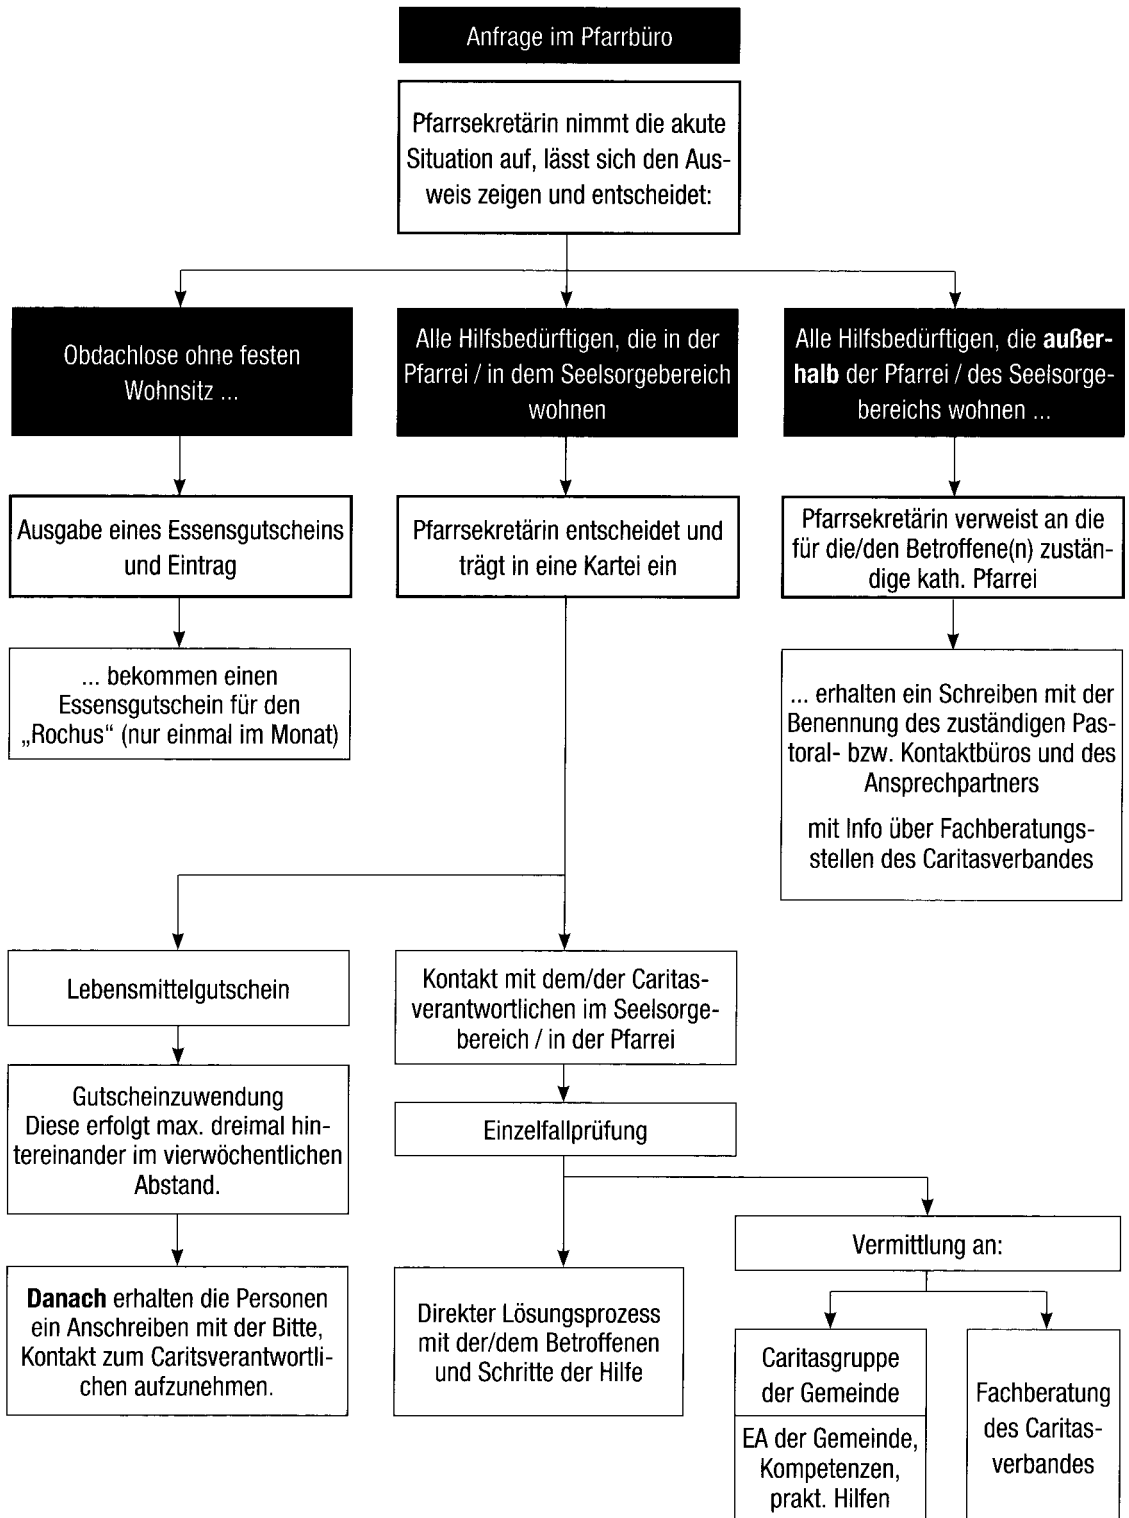 Anfrage im Pfarrbüro
Pfarrsekretärin nimmt die akute
Situation auf, lässt sich den Aus-
weis zeigen und entscheidet:
Obdachlose ohne festen
Wohnsitz ...
Alle Hilfsbedürftigen, die in der
Pfarrei / in dem Seelsorgebereich
wohnen
Alle Hilfsbedürftigen, die außer-
halb der Pfarrei / des Seelsorge-
bereichs wohnen ...
Ausgabe eines Essensgutscheins
und Eintrag
Pfarrsekretärin entscheidet und
trägt in eine Kartei ein
Pfarrsekretärin verweist an die
für die/den Betroffene(n) zustän-
dige kath. Pfarrei
... bekommen einen
Essensgutschein für den
„Rochus“ (nur einmal im Monat)
... erhalten ein Schreiben mit der
Benennung des zuständigen Pas-
toral- bzw. Kontaktbüros und des
Ansprechpartners
mit Info über Fachberatungs-
stellen des Caritasverbandes
Lebensmittelgutschein
Kontakt mit dem/der Caritas-
verantwortlichen im Seelsorge-
bereich / in der Pfarrei
Gutscheinzuwendung
Diese erfolgt max. dreimal hin-
tereinander im vierwöchentlichen
Abstand.
Einzelfallprüfung
Vermittlung an:
Danach erhalten die Personen
ein Anschreiben mit der Bitte,
Kontakt zum Caritsverantwortli-
chen aufzunehmen.
Direkter Lösungsprozess
mit der/dem Betroffenen
und Schritte der Hilfe
Caritasgruppe
der Gemeinde
EA der Gemeinde,
Kompetenzen,
prakt. Hilfen
Fachberatung
des Caritas-
verbandes